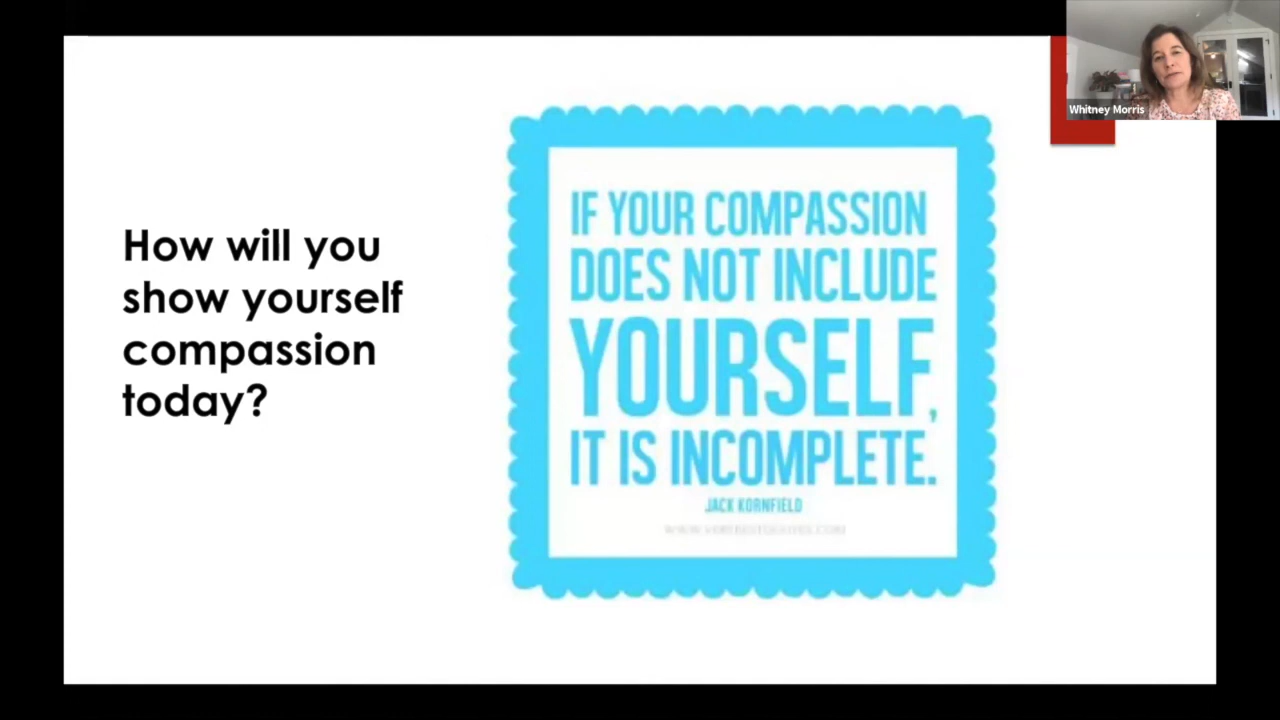 Whitney Morris
How will you
show yourself
compassion
today?
IF YOUR COMPASSION
DOES NOT INCLUDE
YOURSELF,
IT IS INCOMPLETE.
JACK KORNFIELD